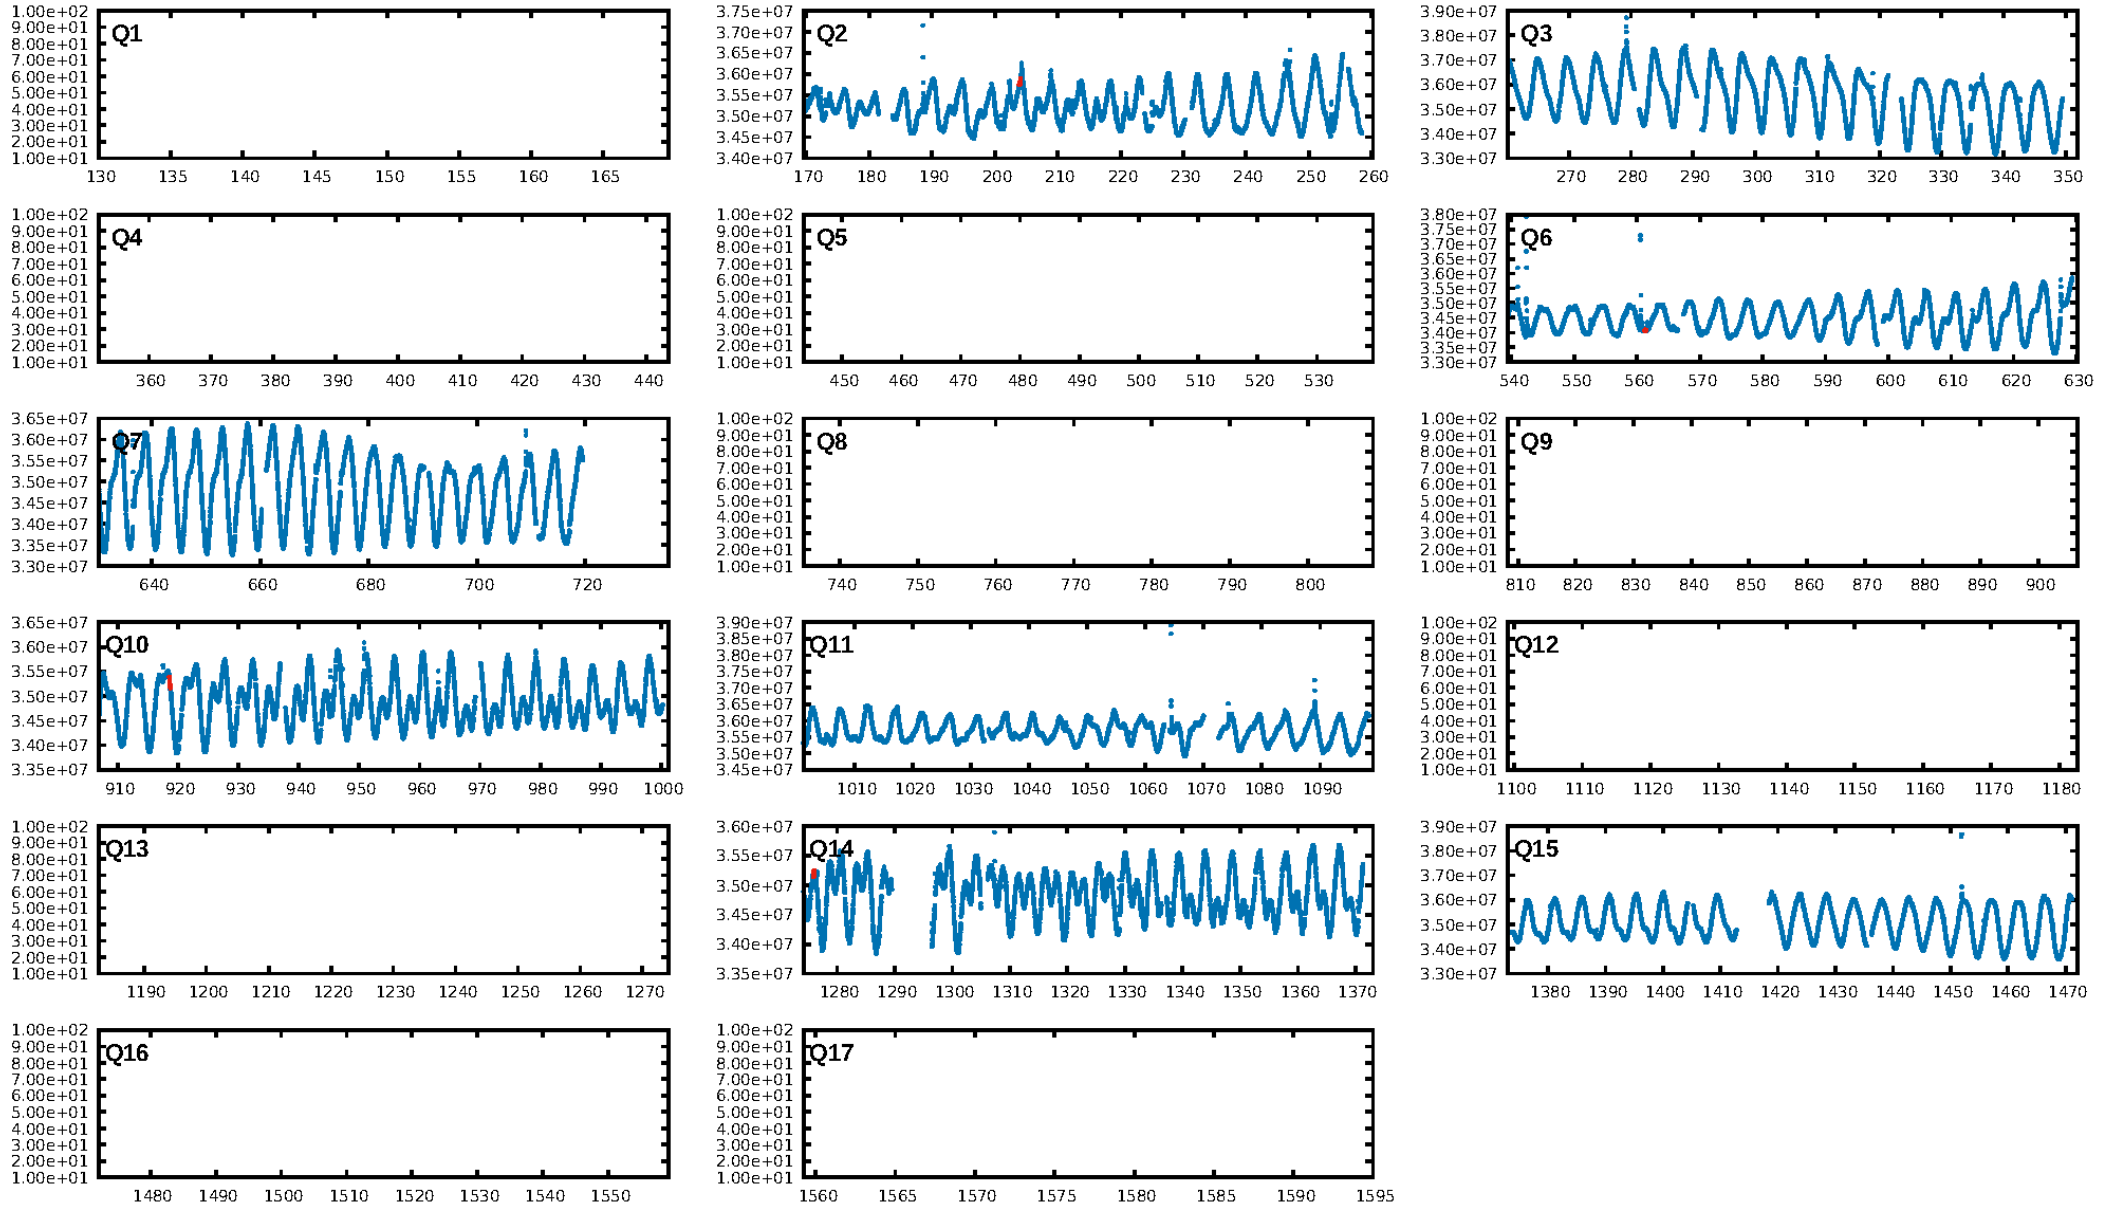 1.00e+02 9.00e+01 8.00e+01 7.00e+01 6.00e+01 5.00e+01 4.00e+01 3.00e+01 2.00e+01 1.00e+01
Q1
130 135 140 145 150 155 160 165
3.75e+07 3.70e+07 3.65e+07 3.60e+07 3.55e+07 3.50e+07 3.45e+07 3.40e+07
Q2
170 180 190 200 210 220 230 240 250 260
3.90e+07 3.80e+07 3.70e+07 3.60e+07 3.50e+07 3.40e+07 3.30e+07
Q3
270 280 290 300 310 320 330 340 350
1.00e+02 9.00e+01 8.00e+01 7.00e+01 6.00e+01 5.00e+01 4.00e+01 3.00e+01 2.00e+01 1.00e+01
Q4
360 370 380 390 400 410 420 430 440
1.00e+02 9.00e+01 8.00e+01 7.00e+01 6.00e+01 5.00e+01 4.00e+01 3.00e+01 2.00e+01 1.00e+01
Q5
450 460 470 480 490 500 510 520 530
3.80e+07 3.75e+07 3.70e+07 3.65e+07 3.60e+07 3.55e+07 3.50e+07 3.45e+07 3.40e+07 3.35e+07 3.30e+07
Q6
540 550 560 570 580 590 600 610 620 630
3.65e+07 3.60e+07 3.55e+07 3.50e+07 3.45e+07 3.40e+07 3.35e+07 3.30e+07
Q7
640 660 680 700 720
1.00e+02 9.00e+01 8.00e+01 7.00e+01 6.00e+01 5.00e+01 4.00e+01 3.00e+01 2.00e+01 1.00e+01
Q8
740 750 760 770 780 790 800
1.00e+02 9.00e+01 8.00e+01 7.00e+01 6.00e+01 5.00e+01 4.00e+01 3.00e+01 2.00e+01 1.00e+01
Q9
810 820 830 840 850 860 870 880 890 900
3.65e+07 3.60e+07 3.55e+07 3.50e+07 3.45e+07 3.40e+07 3.35e+07
Q10
910 920 930 940 950 960 970 980 990 1000
3.90e+07 3.85e+07 3.80e+07 3.75e+07 3.70e+07 3.65e+07 3.60e+07 3.55e+07 3.50e+07 3.45e+07
Q11
1010 1020 1030 1040 1050 1060 1070 1080 1090
1.00e+02 9.00e+01 8.00e+01 7.00e+01 6.00e+01 5.00e+01 4.00e+01 3.00e+01 2.00e+01 1.00e+01
Q12
1100 1110 1120 1130 1140 1150 1160 1170 1180
1.00e+02 9.00e+01 8.00e+01 7.00e+01 6.00e+01 5.00e+01 4.00e+01 3.00e+01 2.00e+01 1.00e+01
Q13
1190 1200 1210 1220 1230 1240 1250 1260 1270
3.60e+07 3.55e+07 3.50e+07 3.45e+07 3.40e+07 3.35e+07
Q14
1280 1290 1300 1310 1320 1330 1340 1350 1360 1370
3.90e+07 3.80e+07 3.70e+07 3.60e+07 3.50e+07 3.40e+07 3.30e+07
Q15
1380 1390 1400 1410 1420 1430 1440 1450 1460 1470
1.00e+02 9.00e+01 8.00e+01 7.00e+01 6.00e+01 5.00e+01 4.00e+01 3.00e+01 2.00e+01 1.00e+01
Q16
1480 1490 1500 1510 1520 1530 1540 1550
1.00e+02 9.00e+01 8.00e+01 7.00e+01 6.00e+01 5.00e+01 4.00e+01 3.00e+01 2.00e+01 1.00e+01
Q17
1560 1565 1570 1575 1580 1585 1590 1595